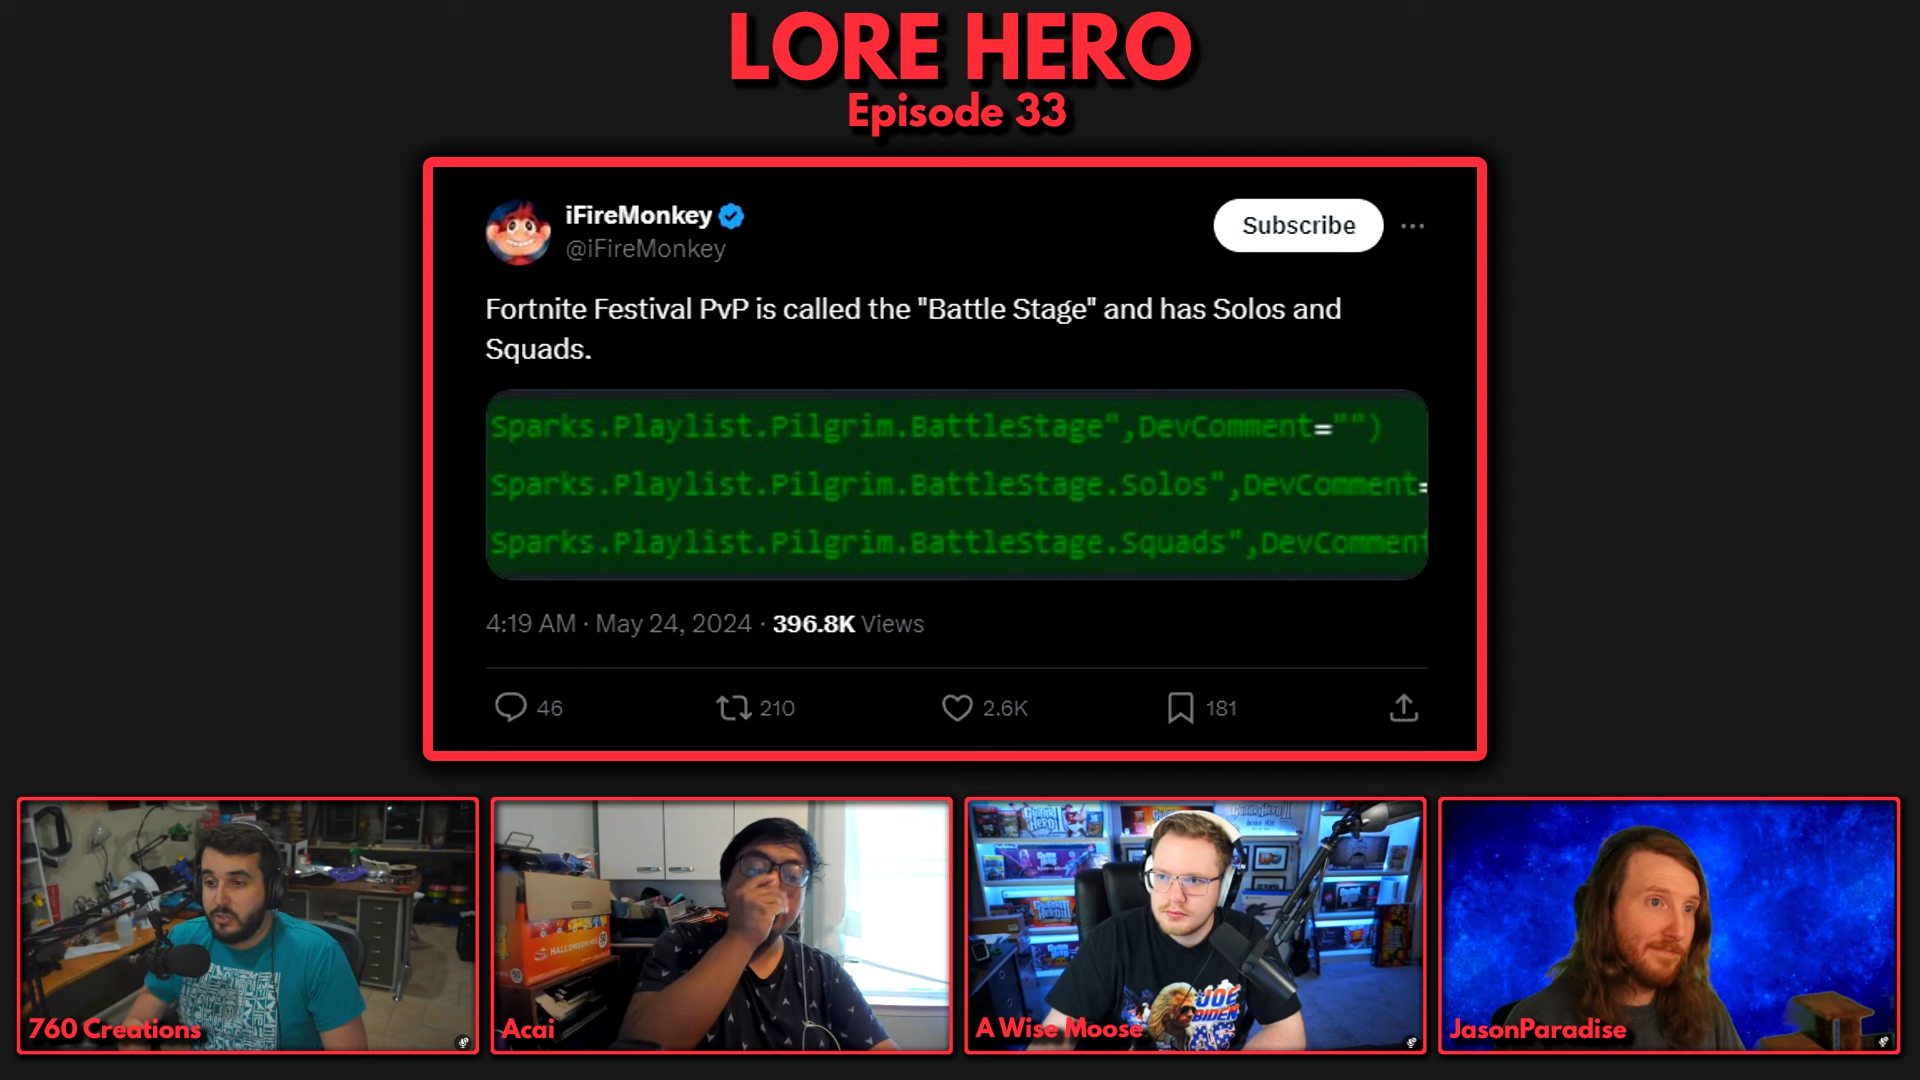 LORE HERO
Episode 33
iFireMonkey
@iFireMonkey
Subscribe
Fortnite Festival PvP is called the "Battle Stage" and has Solos and
Squads.
Sparks.Playlist.Pilgrim.BattleStage",DevComment="")
Sparks.Playlist.Pilgrim.BattleStage.Solos",DevComment=
Sparks.Playlist.Pilgrim.BattleStage.Squads",DevComment
4:19 AM · May 24, 2024 · 396.8K Views
46
210
2.6K
181
760 Creations
HALLOWEEN
Acai
JOE
BIDEN
A Wise Moose
JasonParadise